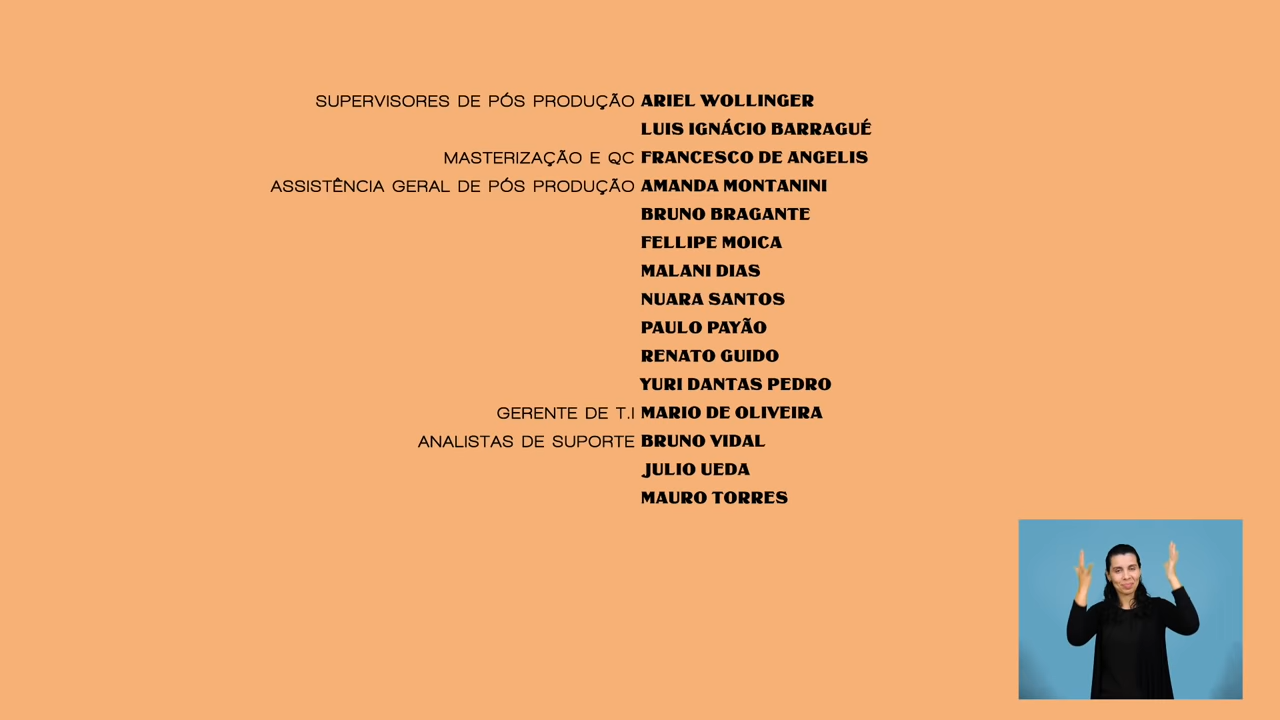 SUPERVISORES DE PÓS PRODUÇÃO ARIEL WOLLINGER
LUIS IGNÁCIO BARRAGUÉ
MASTERIZAÇÃO E QC FRANCESCO DE ANGELIS
ASSISTÊNCIA GERAL DE PÓS PRODUÇÃO AMANDA MONTANINI
BRUNO BRAGANTE
FELLIPE MOICA
MALANI DIAS
NUARA SANTOS
PAULO PAYÃO
RENATO GUIDO
YURI DANTAS PEDRO
GERENTE DE T.I MARIO DE OLIVEIRA
ANALISTAS DE SUPORTE BRUNO VIDAL
JULIO UEDA
MAURO TORRES